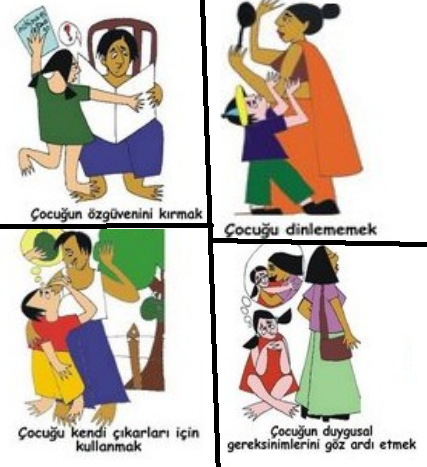 Çocuğun özgüvenini kırmak
Çocuğu dinlememek
Çocuğu kendi çıkarları için
kullanmak
Çocuğun duygusal
gereksinimlerini göz ardı etmek